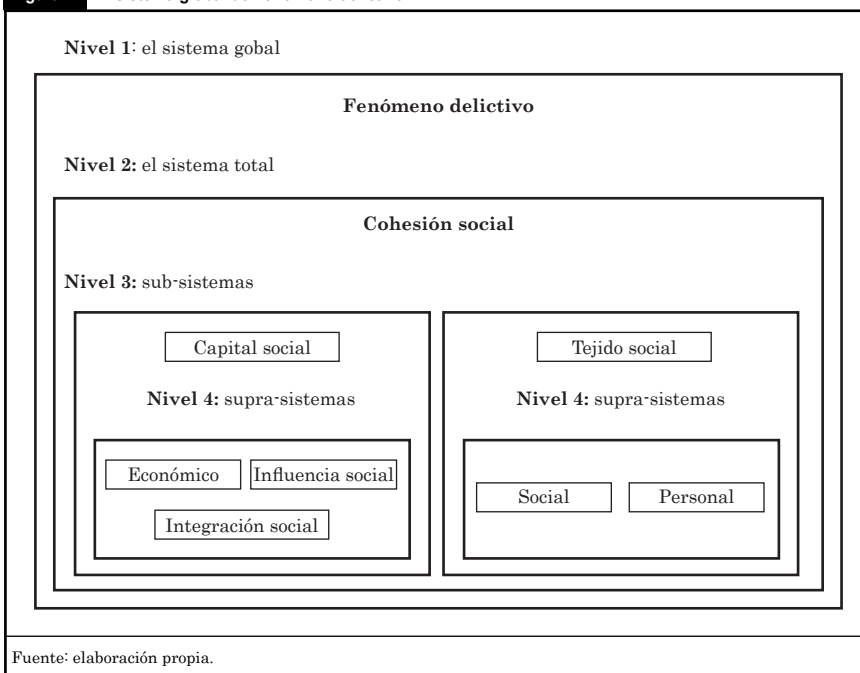 Nivel 1: el sistema gobal
Fenómeno delictivo
Nivel 2: el sistema total
Cohesión social
Nivel 3: sub-sistemas
Capital social
Tejido social
Nivel 4: supra-sistemas
Nivel 4: supra-sistemas
Económico
Influencia social
Integración social
Social
Personal
Fuente: elaboración propia.